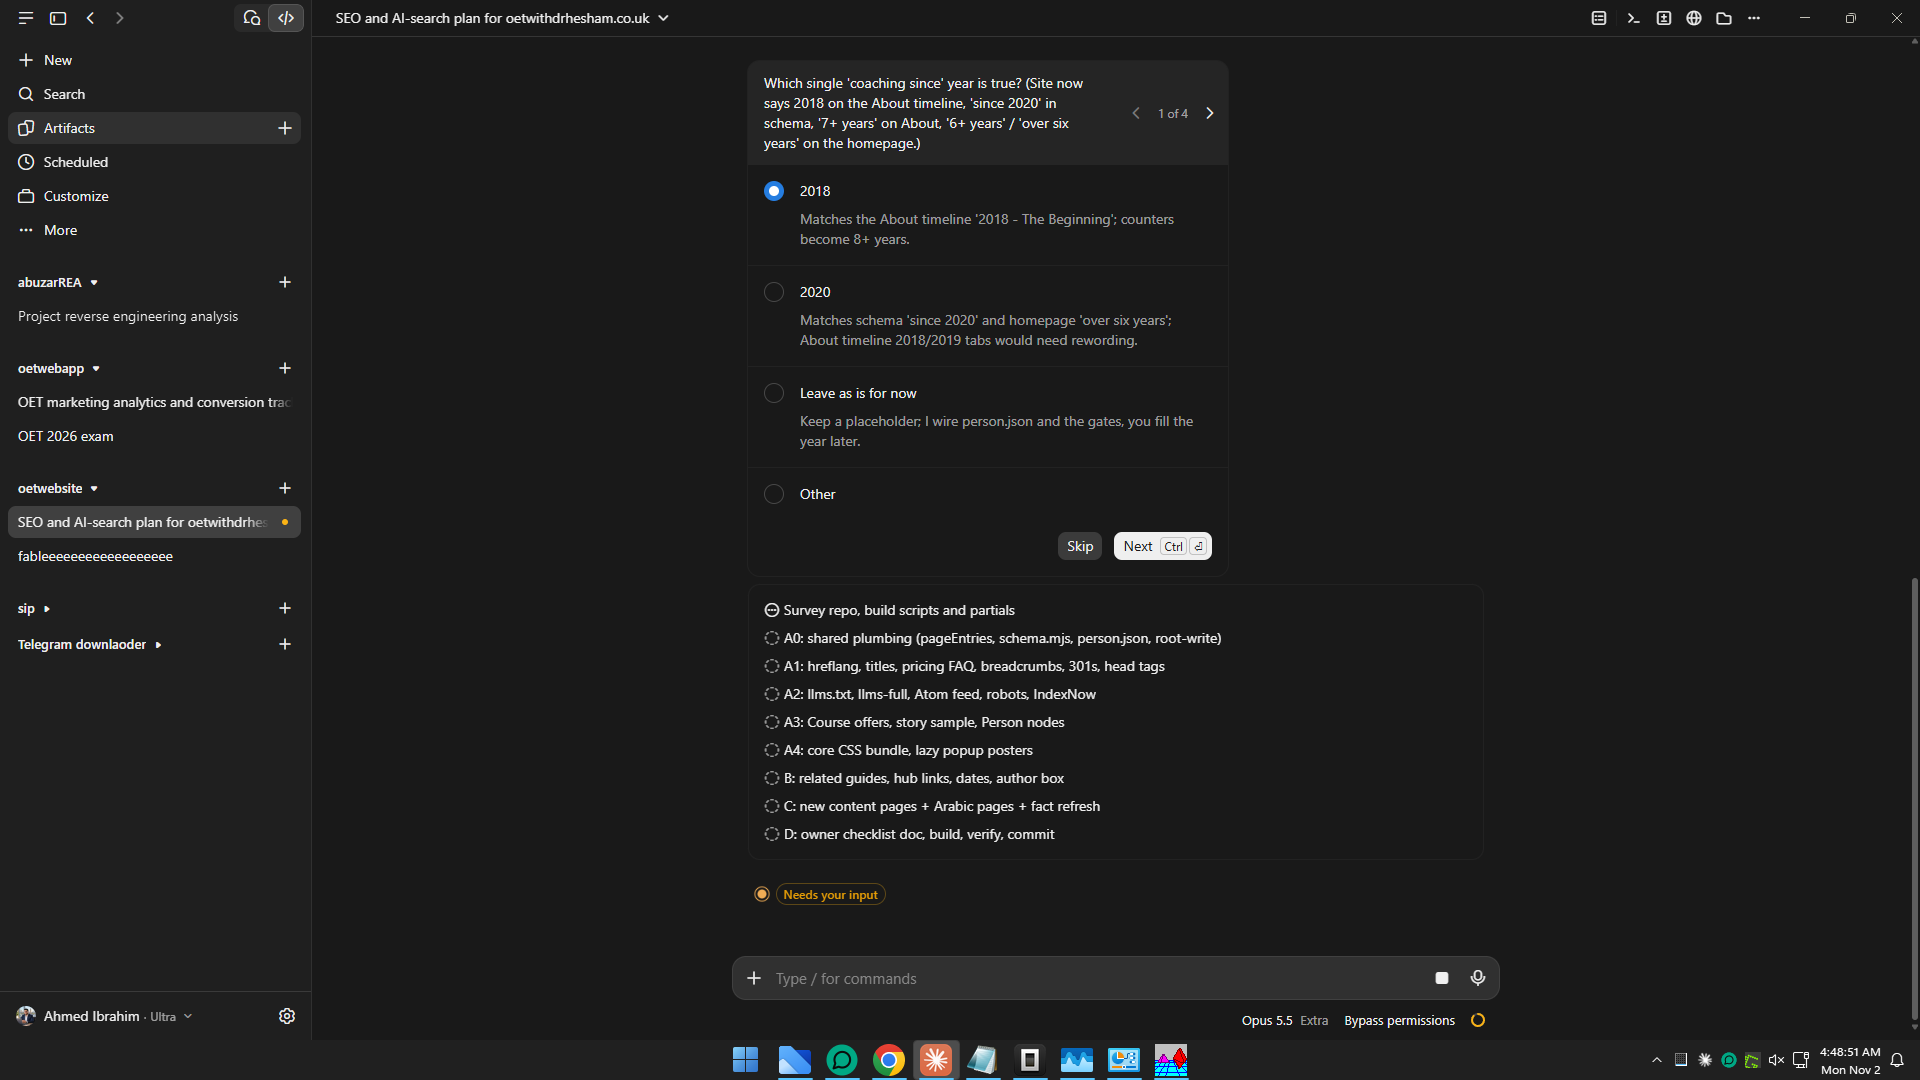 SEO and AI-search plan for oetwithdrhesham.co.uk
New
Search
Artifacts
Scheduled
Customize
More
abuzarREA
Project reverse engineering analysis
oetwebapp
OET marketing analytics and conversion trac
OET 2026 exam
oetwebsite
SEO and AI-search plan for oetwithdrhes
fableeeeeeeeeeeeeeeeee
sip
Telegram downlaoder
Ahmed Ibrahim · Ultra
Which single 'coaching since' year is true? (Site now
says 2018 on the About timeline, 'since 2020' in
schema, '7+ years' on About, '6+ years' / 'over six
years' on the homepage.)
1 of 4
2018
Matches the About timeline '2018 - The Beginning'; counters
become 8+ years.
2020
Matches schema 'since 2020' and homepage 'over six years';
About timeline 2018/2019 tabs would need rewording.
Leave as is for now
Keep a placeholder; I wire person.json and the gates, you fill the
year later.
Other
Skip
Next Ctrl ⏎
Survey repo, build scripts and partials
A0: shared plumbing (pageEntries, schema.mjs, person.json, root-write)
A1: hreflang, titles, pricing FAQ, breadcrumbs, 301s, head tags
A2: llms.txt, llms-full, Atom feed, robots, IndexNow
A3: Course offers, story sample, Person nodes
A4: core CSS bundle, lazy popup posters
B: related guides, hub links, dates, author box
C: new content pages + Arabic pages + fact refresh
D: owner checklist doc, build, verify, commit
Needs your input
Type / for commands
Opus 5.5 Extra Bypass permissions
4:48:51 AM
Mon Nov 2